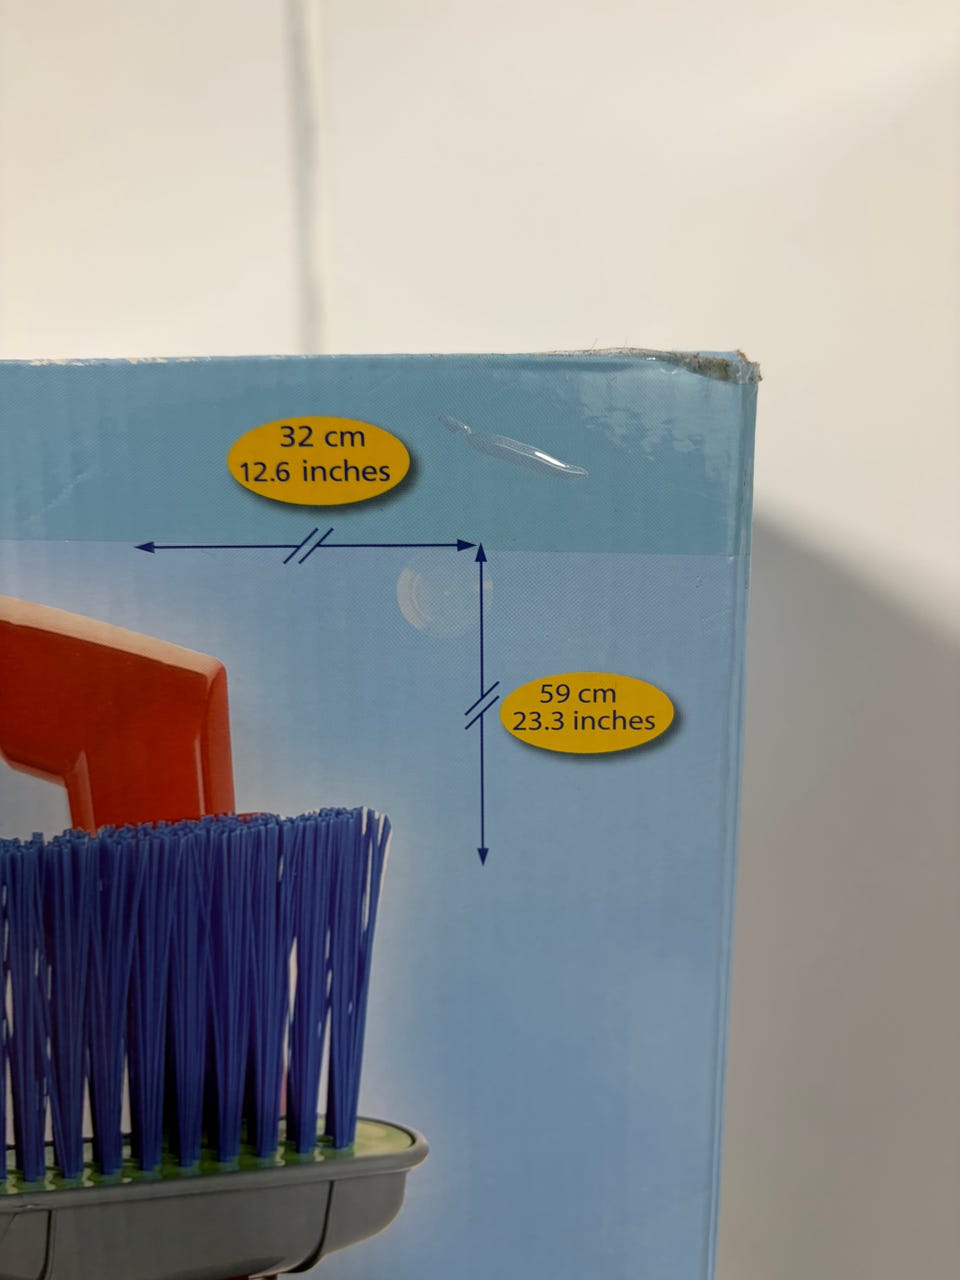 32 cm
12.6 inches
59 cm
23.3 inches